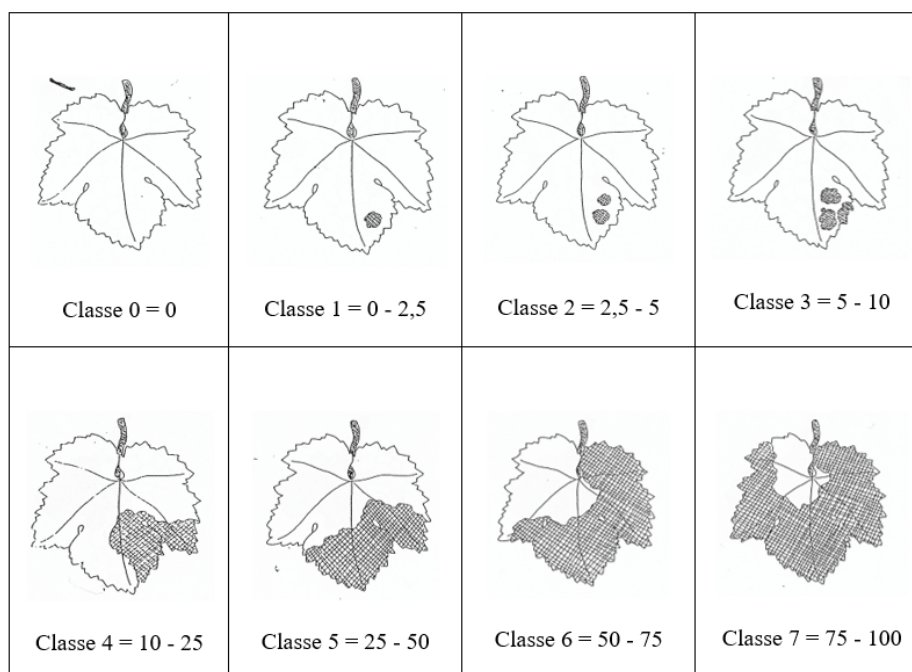 Classe 0 = 0
Classe 1 = 0 - 2,5
Classe 2 = 2,5 - 5
Classe 3 = 5 - 10
Classe 4 = 10 - 25
Classe 5 = 25 - 50
Classe 6 = 50 - 75
Classe 7 = 75 - 100